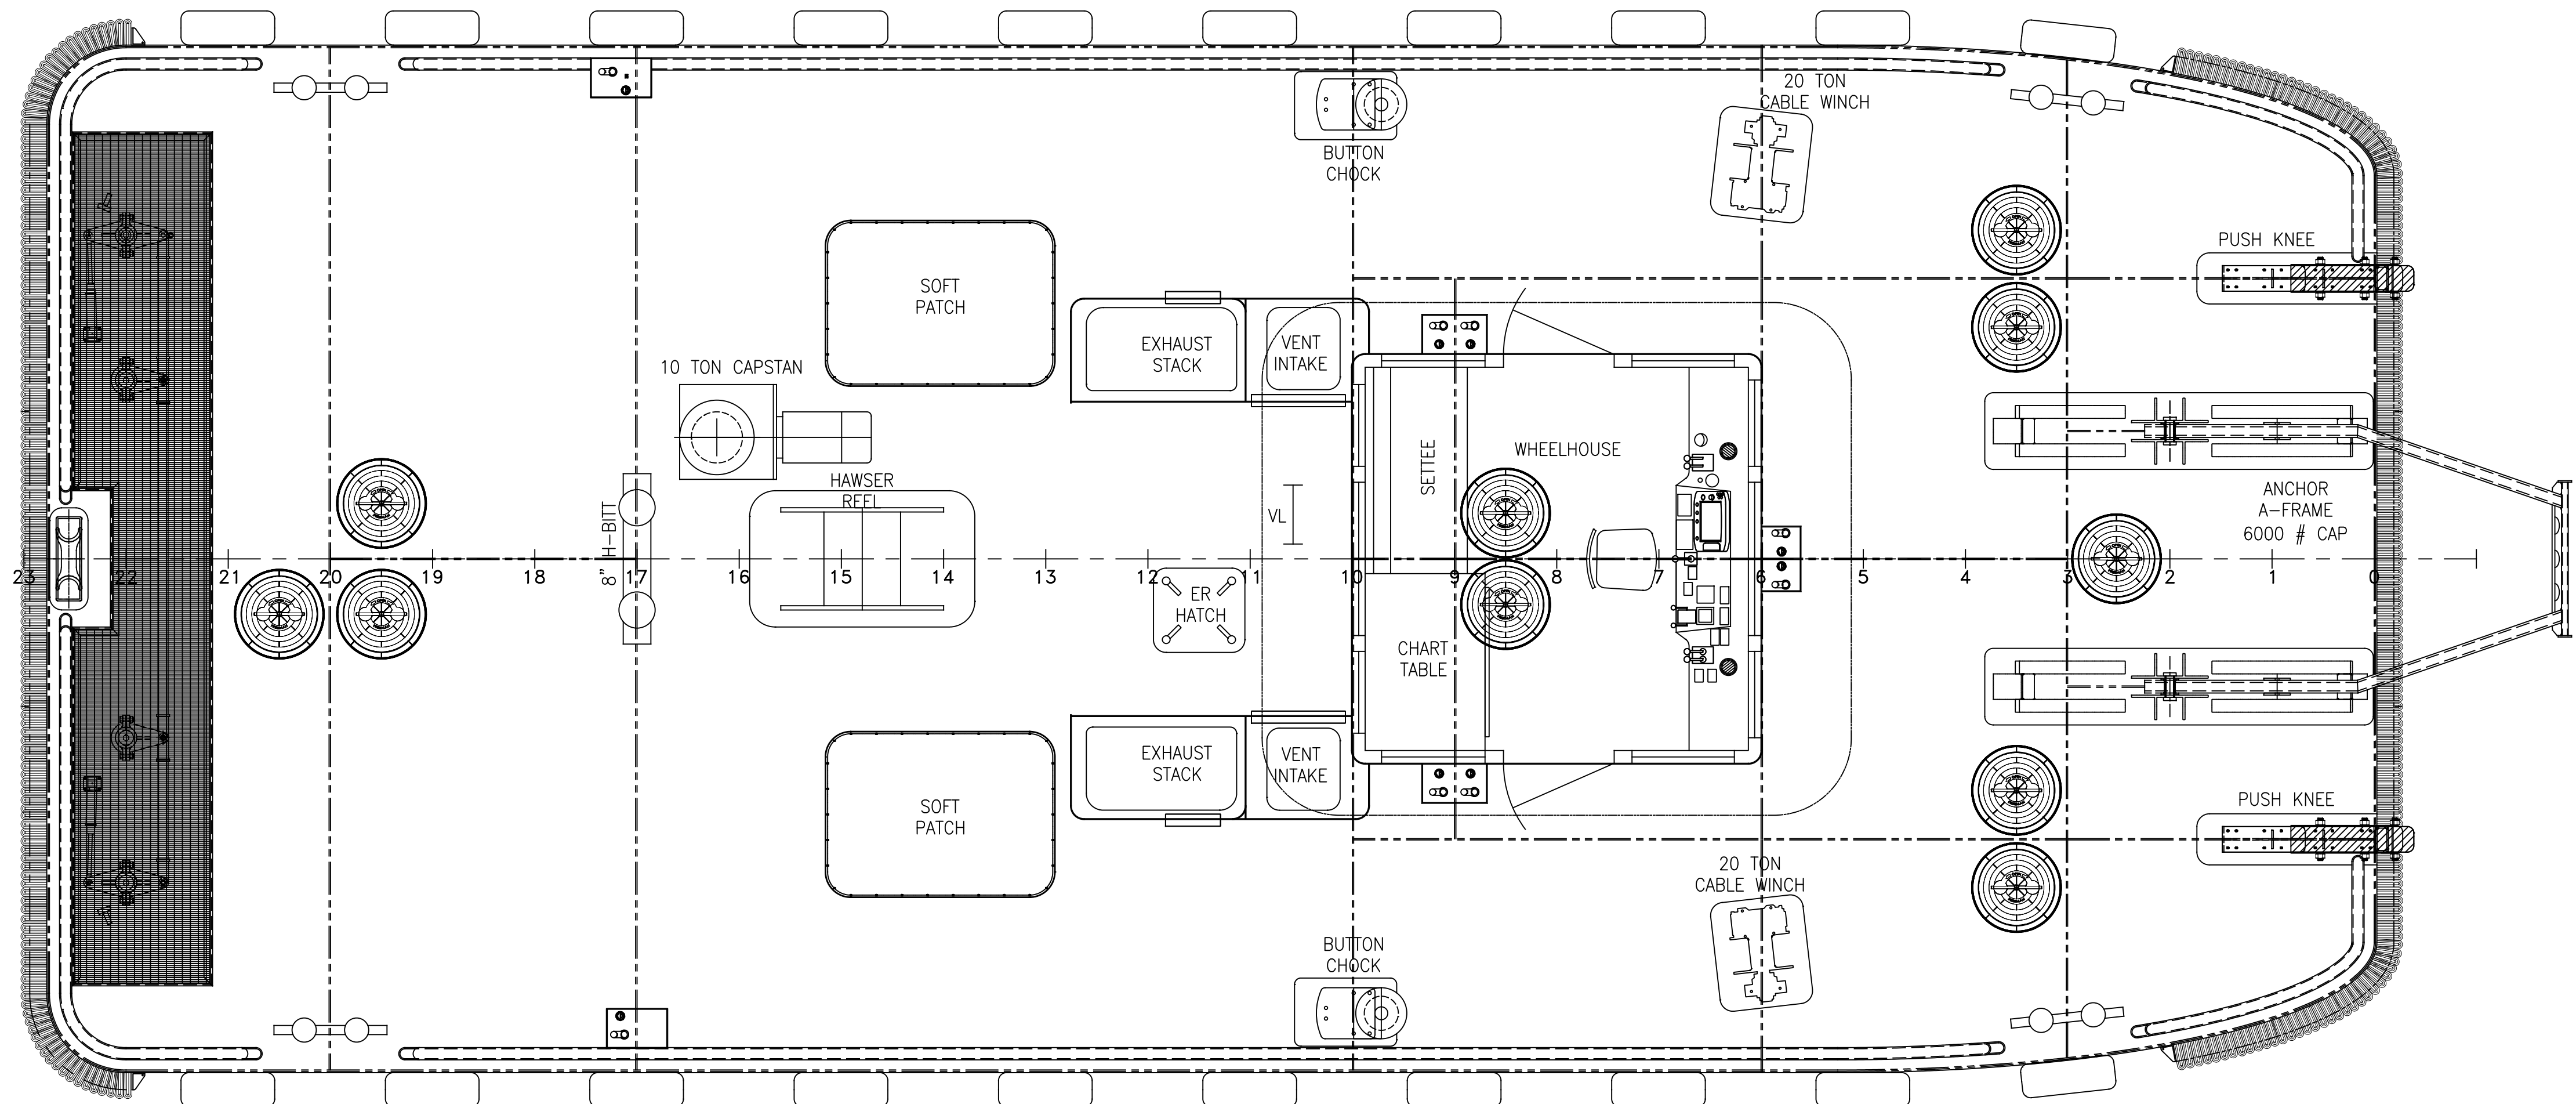 20 TON
CABLE WINCH
BUTTON
CHOCK
PUSH KNEE
SOFT
PATCH
EXHAUST
STACK
VENT
INTAKE
10 TON CAPSTAN
HAWSER
REEL
SETTEE
WHEELHOUSE
ANCHOR
A-FRAME
6000 # CAP
8" H-BITT
VL
23 22 21 20 19 18 17 16 15 14 13 12 11 10 9 8 7 6 5 4 3 2 1 0
ER
HATCH
CHART
TABLE
EXHAUST
STACK
VENT
INTAKE
SOFT
PATCH
PUSH KNEE
20 TON
CABLE WINCH
BUTTON
CHOCK